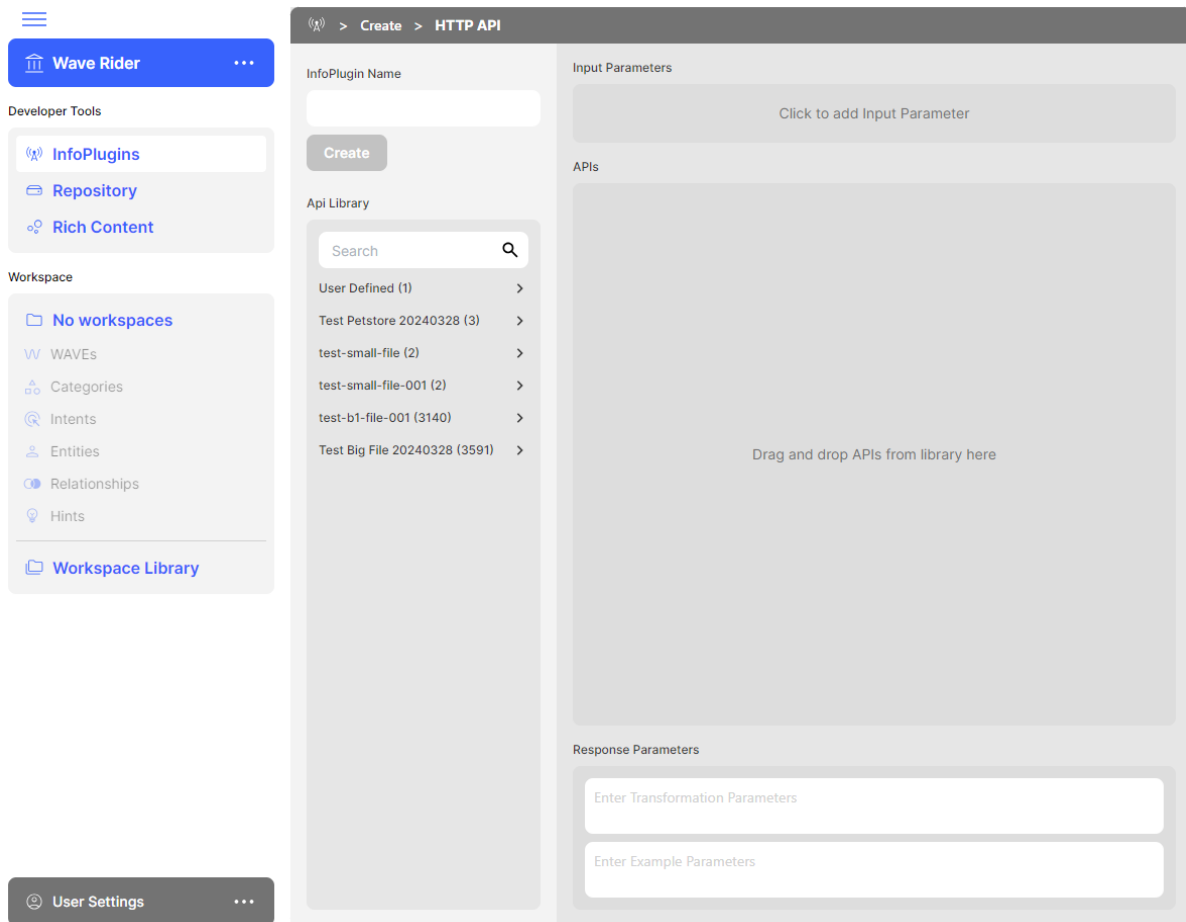 > Create > HTTP API
Wave Rider ...
Developer Tools
InfoPlugins
Repository
Rich Content
Workspace
No workspaces
WAVEs
Categories
Intents
Entities
Relationships
Hints
Workspace Library
User Settings ...
InfoPlugin Name
Create
Api Library
Search
User Defined (1)
Test Petstore 20240328 (3)
test-small-file (2)
test-small-file-001 (2)
test-b1-file-001 (3140)
Test Big File 20240328 (3591)
Input Parameters
Click to add Input Parameter
APIs
Drag and drop APIs from library here
Response Parameters
Enter Transformation Parameters
Enter Example Parameters